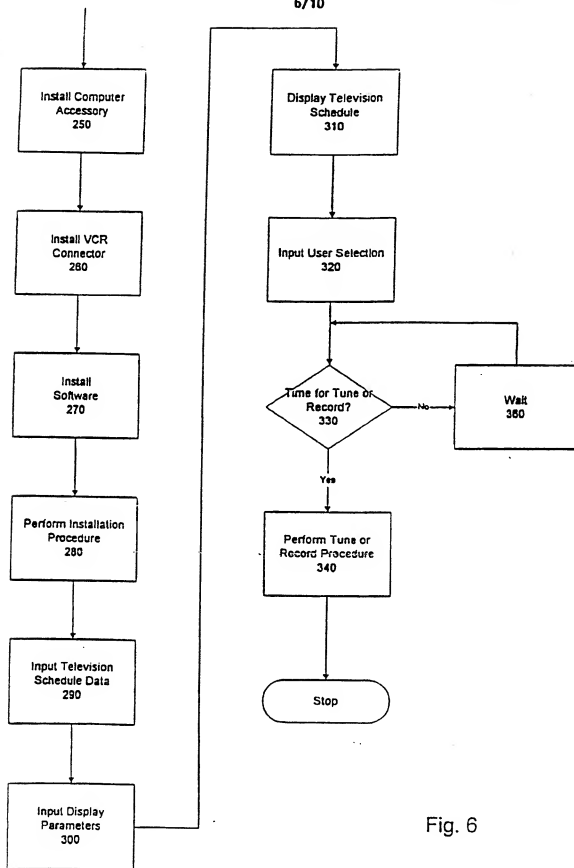 6/10
Install Computer
Accessory
250
Install VCR
Connector
260
Install
Software
270
Perform Installation
Procedure
280
Input Television
Schedule Data
290
Input Display
Parameters
300
Display Television
Schedule
310
Input User Selection
320
Time for Tune or
Record?
330
No
Wait
360
Yes
Perform Tune or
Record Procedure
340
Stop
Fig. 6